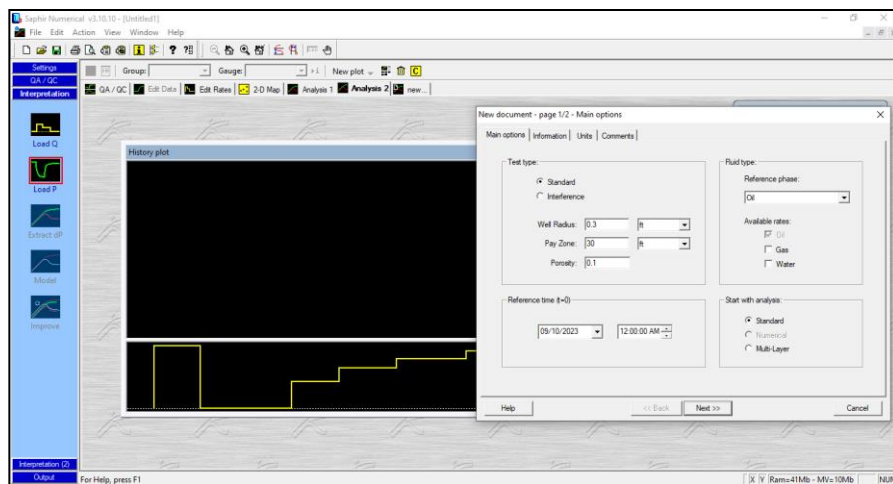 Saphir Numerical v3.10.10 - [Untitled1]
File Edit Action View Window Help
Settings
QA / QC
Interpretation
Group:
Gauge:
New plot
QA / QC
Edit Data
Edit Rates
2-D Map
Analysis 1
Analysis 2
new...
Load Q
Load P
Extract dP
Model
Improve
History plot
New document - page 1/2 - Main options
Main options
Information
Units
Comments
Test type:
Standard
Interference
Well Radius: 0.3 ft
Pay Zone: 30 ft
Porosity: 0.1
Fluid type:
Reference phase:
Oil
Available rates:
Oil
Gas
Water
Reference time (t=0)
09/10/2023 12:00:00 AM
Start with analysis:
Standard
Numerical
Multi-Layer
Help
<< Back
Next >>
Cancel
Interpretation (2)
Output
For Help, press F1
X Y Ram=41Mb - MV=10Mb NU